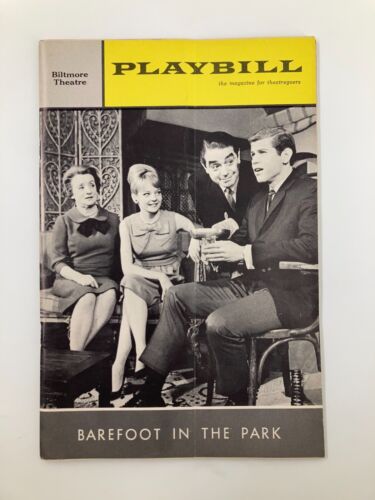 Biltmore
Theatre
PLAYBILL
the magazine for theatregoers
BAREFOOT IN THE PARK